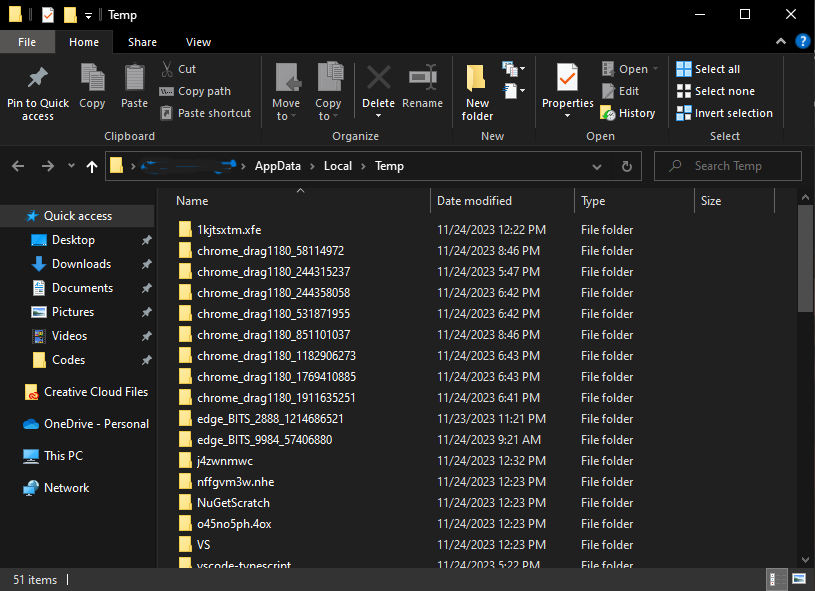 Temp
File Home Share View
Pin to Quick access
Copy
Paste
Cut
Copy path
Paste shortcut
Clipboard
Move to
Copy to
Delete
Rename
Organize
New folder
New
Properties
Open
Edit
History
Open
Select all
Select none
Invert selection
Select
AppData > Local > Temp
Search Temp
Quick access
Desktop
Downloads
Documents
Pictures
Videos
Codes
Creative Cloud Files
OneDrive - Personal
This PC
Network
Name Date modified Type Size
1kjtsxtm.xfe 11/24/2023 12:22 PM File folder
chrome_drag1180_58114972 11/24/2023 8:46 PM File folder
chrome_drag1180_244315237 11/24/2023 5:47 PM File folder
chrome_drag1180_244358058 11/24/2023 6:42 PM File folder
chrome_drag1180_531871955 11/24/2023 6:42 PM File folder
chrome_drag1180_851101037 11/24/2023 8:46 PM File folder
chrome_drag1180_1182906273 11/24/2023 6:43 PM File folder
chrome_drag1180_1769410885 11/24/2023 6:43 PM File folder
chrome_drag1180_1911635251 11/24/2023 6:41 PM File folder
edge_BITS_2888_1214686521 11/23/2023 11:21 PM File folder
edge_BITS_9984_57406880 11/24/2023 9:21 AM File folder
j4zwnmwc 11/24/2023 12:32 PM File folder
nffgvm3w.nhe 11/24/2023 12:23 PM File folder
NuGetScratch 11/24/2023 12:23 PM File folder
o45no5ph.4ox 11/24/2023 12:23 PM File folder
VS 11/24/2023 12:23 PM File folder
vscode-typescript 11/24/2023 5:22 PM File folder
51 items